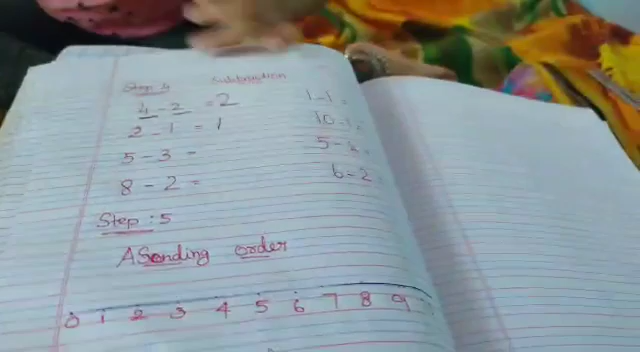 Step: 4 Subtraction
4 - 2 = 2 1 - 1 =
2 - 1 = 1 10 - 1 =
5 - 3 = 5 - 2 =
8 - 2 = 6 - 2
Step : 5
ASending order
0 1 2 3 4 5 6 7 8 9